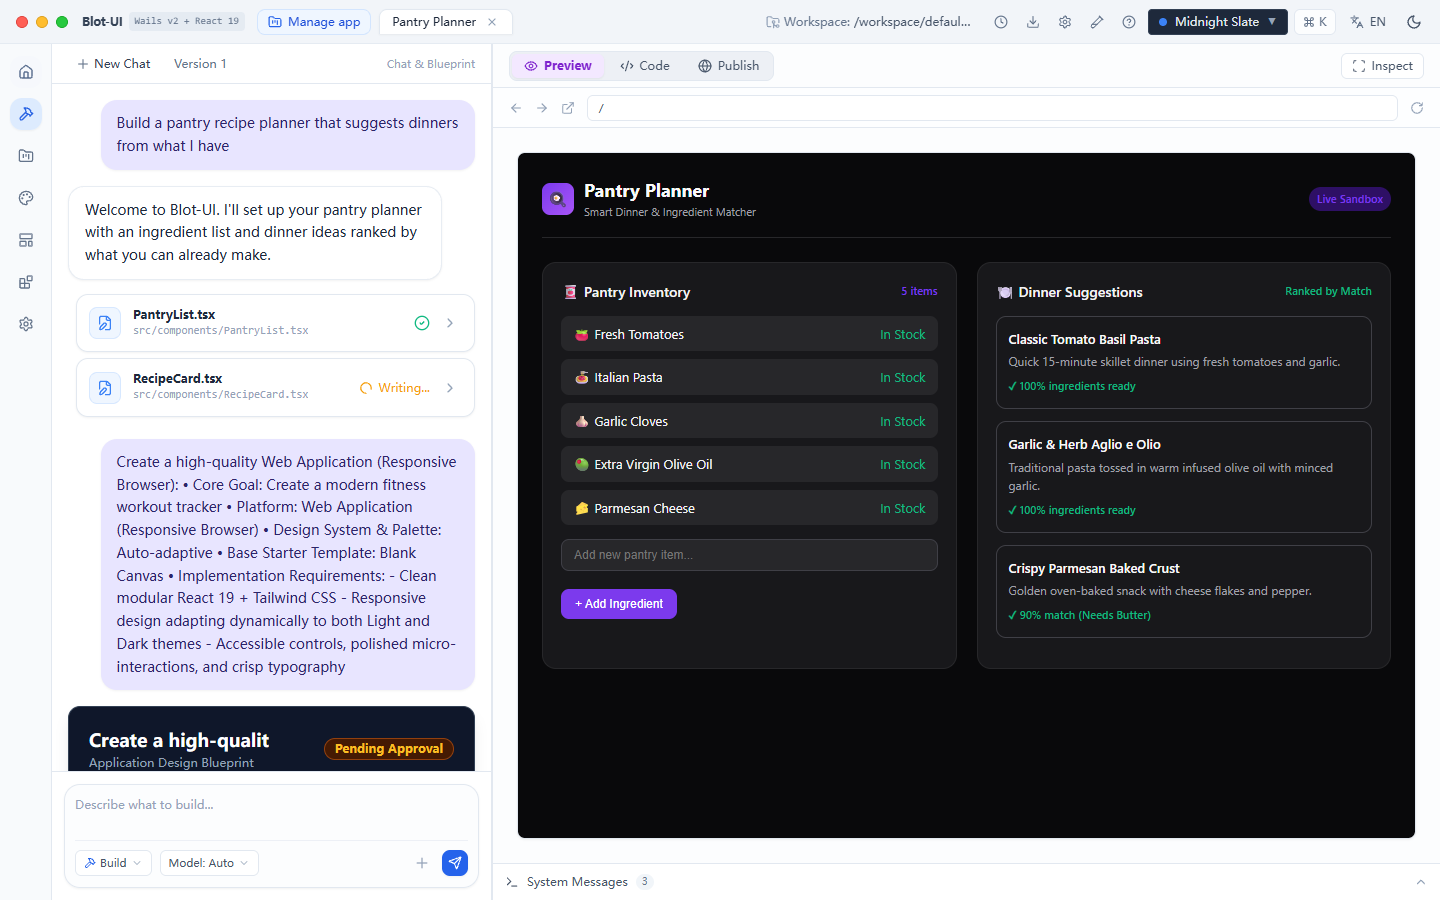 Blot-UI
Wails v2 + React 19
Manage app
Pantry Planner
Workspace: /workspace/defaul...
Midnight Slate
⌘ K
EN
New Chat
Version 1
Chat & Blueprint
Build a pantry recipe planner that suggests dinners
from what I have
Welcome to Blot-UI. I'll set up your pantry planner
with an ingredient list and dinner ideas ranked by
what you can already make.
PantryList.tsx
src/components/PantryList.tsx
RecipeCard.tsx
src/components/RecipeCard.tsx
Writing...
Create a high-quality Web Application (Responsive
Browser): • Core Goal: Create a modern fitness
workout tracker • Platform: Web Application
(Responsive Browser) • Design System & Palette:
Auto-adaptive • Base Starter Template: Blank
Canvas • Implementation Requirements: - Clean
modular React 19 + Tailwind CSS - Responsive
design adapting dynamically to both Light and
Dark themes - Accessible controls, polished micro-
interactions, and crisp typography
Create a high-qualit
Pending Approval
Application Design Blueprint
Describe what to build...
Build
Model: Auto
Preview
Code
Publish
Inspect
/
Pantry Planner
Smart Dinner & Ingredient Matcher
Live Sandbox
Pantry Inventory
5 items
Fresh Tomatoes
In Stock
Italian Pasta
In Stock
Garlic Cloves
In Stock
Extra Virgin Olive Oil
In Stock
Parmesan Cheese
In Stock
Add new pantry item...
+ Add Ingredient
Dinner Suggestions
Ranked by Match
Classic Tomato Basil Pasta
Quick 15-minute skillet dinner using fresh tomatoes and garlic.
✓ 100% ingredients ready
Garlic & Herb Aglio e Olio
Traditional pasta tossed in warm infused olive oil with minced
garlic.
✓ 100% ingredients ready
Crispy Parmesan Baked Crust
Golden oven-baked snack with cheese flakes and pepper.
✓ 90% match (Needs Butter)
System Messages
3